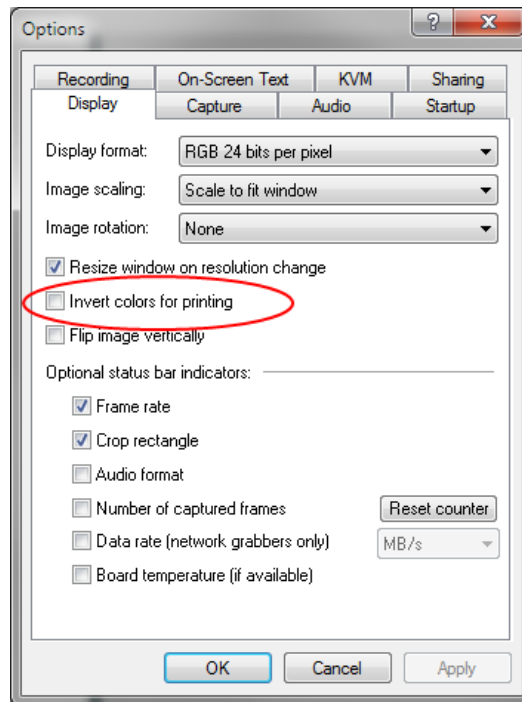 Options
Recording On-Screen Text KVM Sharing
Display Capture Audio Startup
Display format: RGB 24 bits per pixel
Image scaling: Scale to fit window
Image rotation: None
Resize window on resolution change
Invert colors for printing
Flip image vertically
Optional status bar indicators:
Frame rate
Crop rectangle
Audio format
Number of captured frames Reset counter
Data rate (network grabbers only) MB/s
Board temperature (if available)
OK Cancel Apply